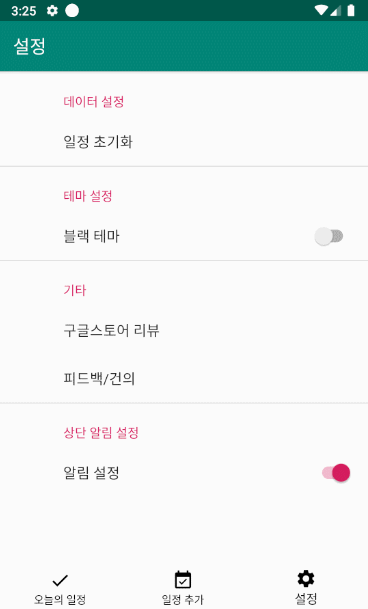 3:25
설정
데이터 설정
일정 초기화
테마 설정
블랙 테마
기타
구글스토어 리뷰
피드백/건의
상단 알림 설정
알림 설정
오늘의 일정
일정 추가
설정